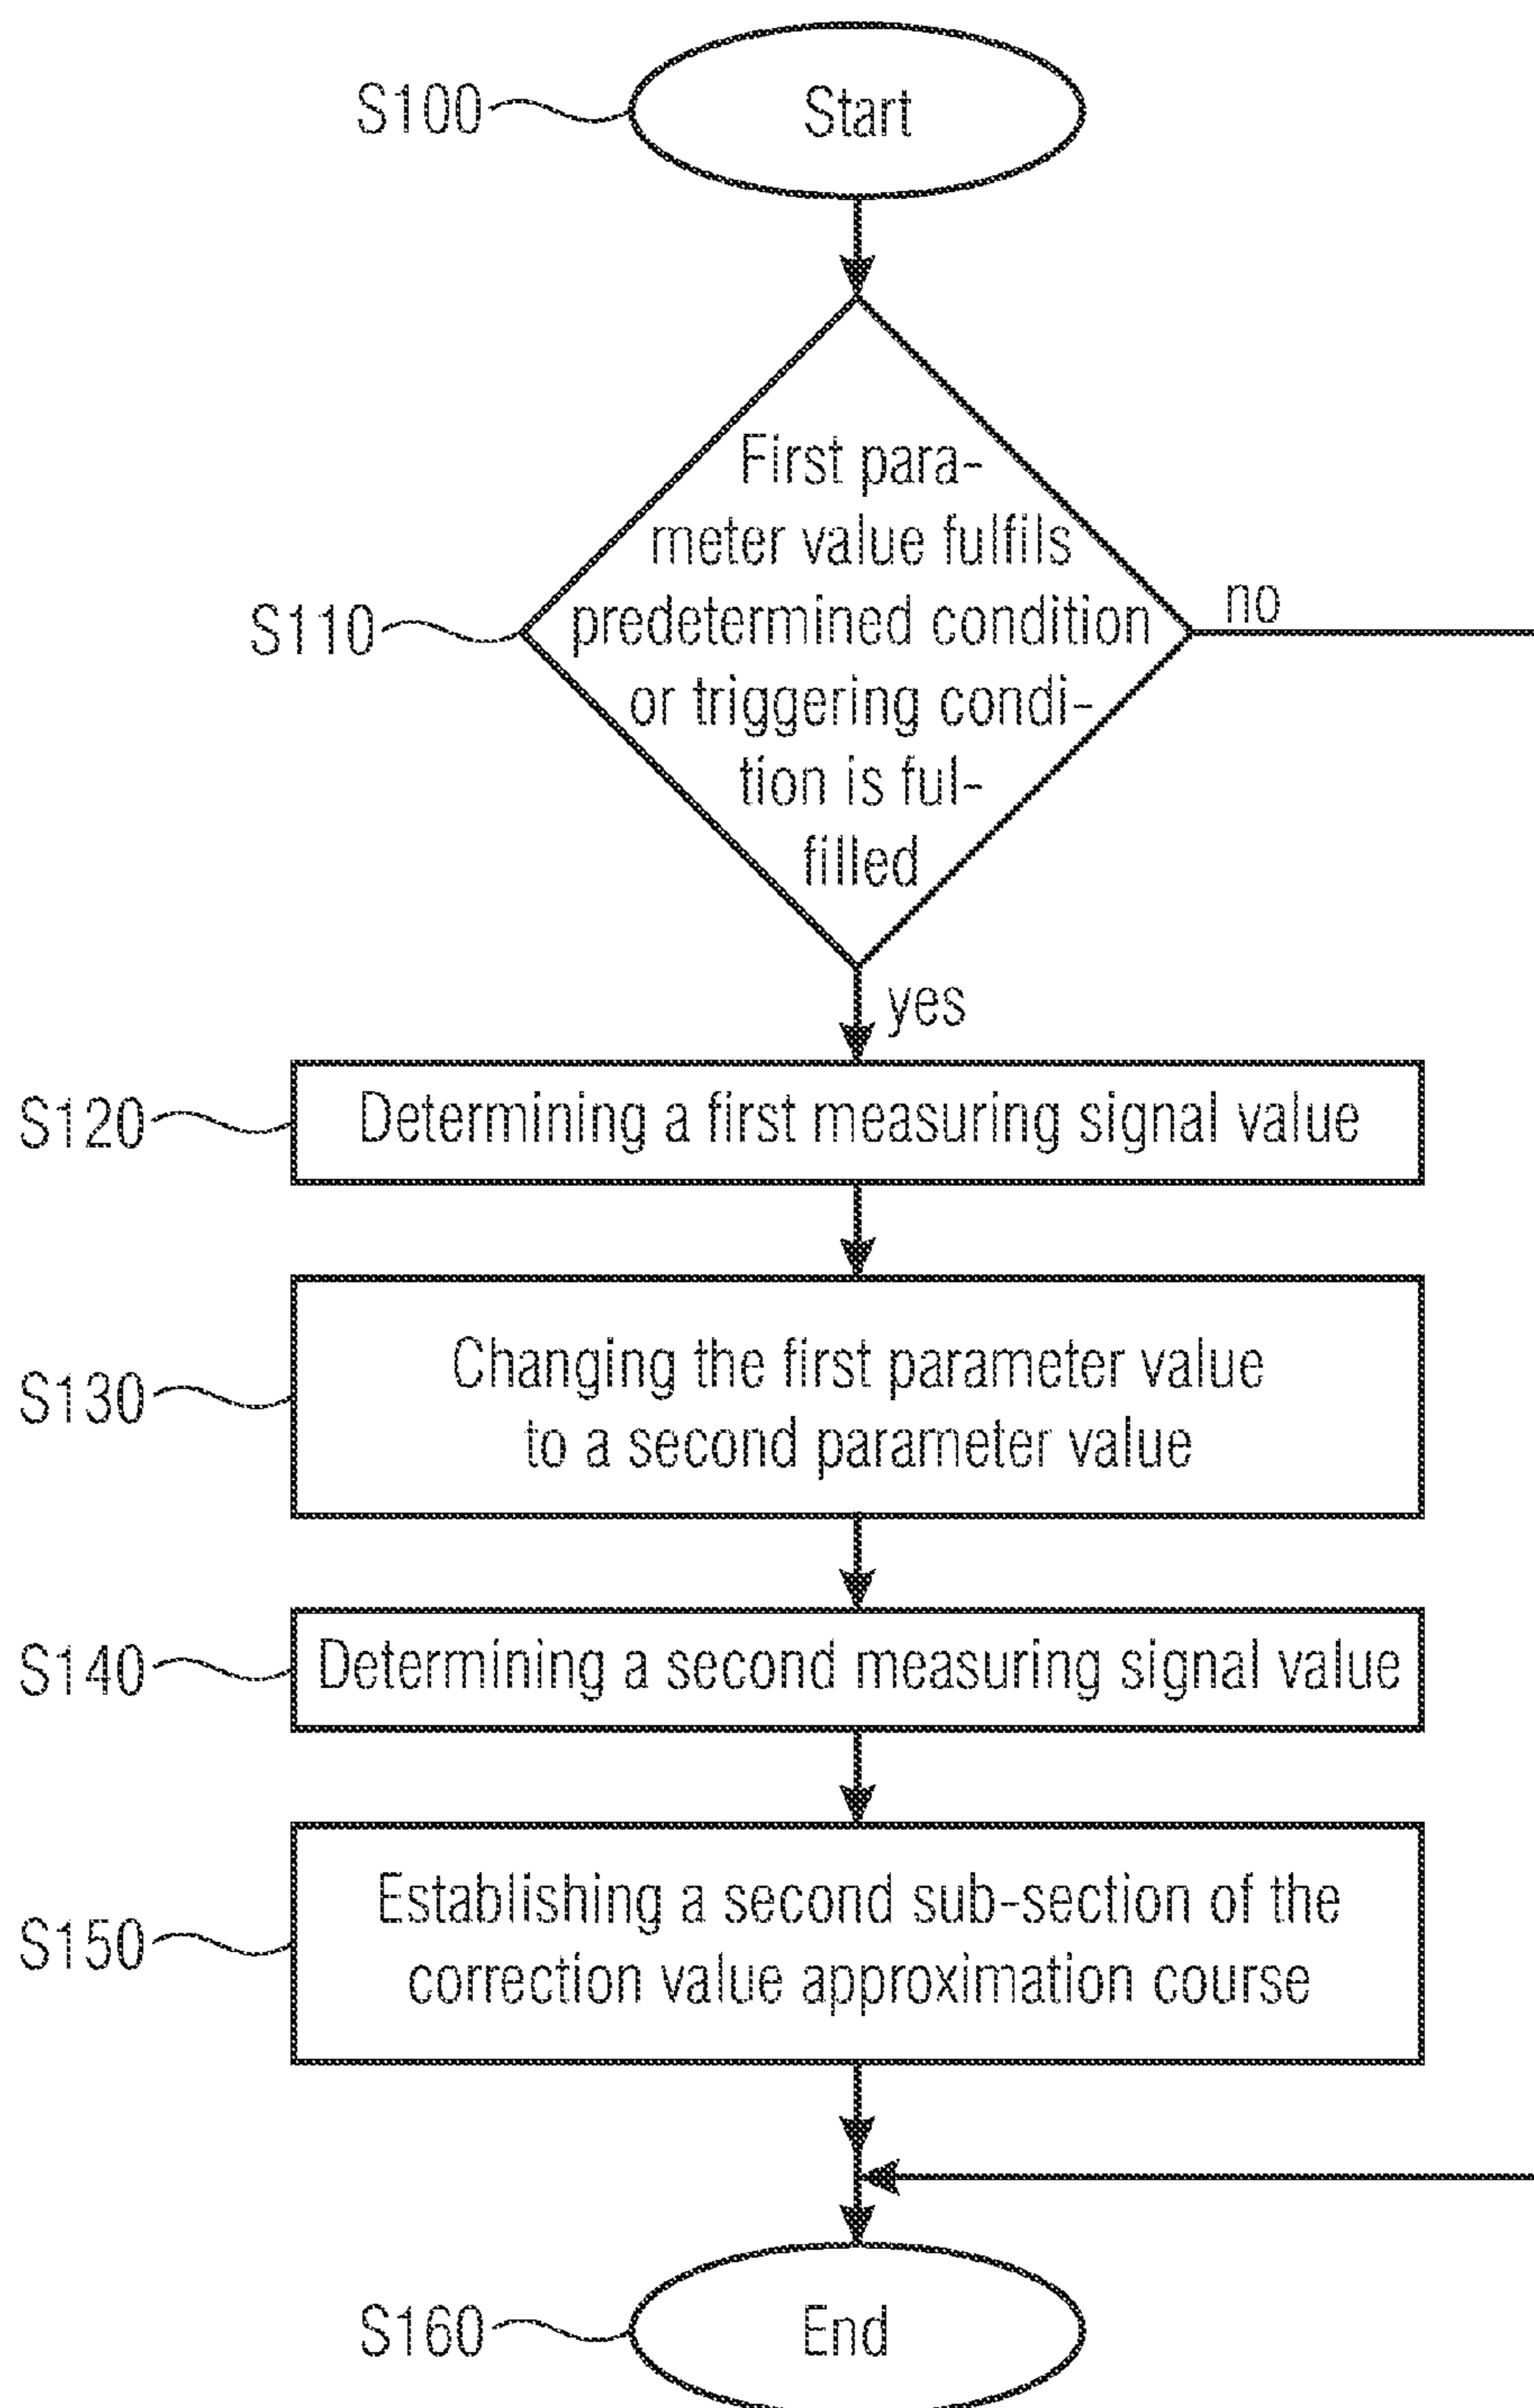 S100
Start
S110
First para-
meter value fulfils
predetermined condition
or triggering condi-
tion is ful-
filled
no
yes
S120
Determining a first measuring signal value
S130
Changing the first parameter value
to a second parameter value
S140
Determining a second measuring signal value
S150
Establishing a second sub-section of the
correction value approximation course
S160
End